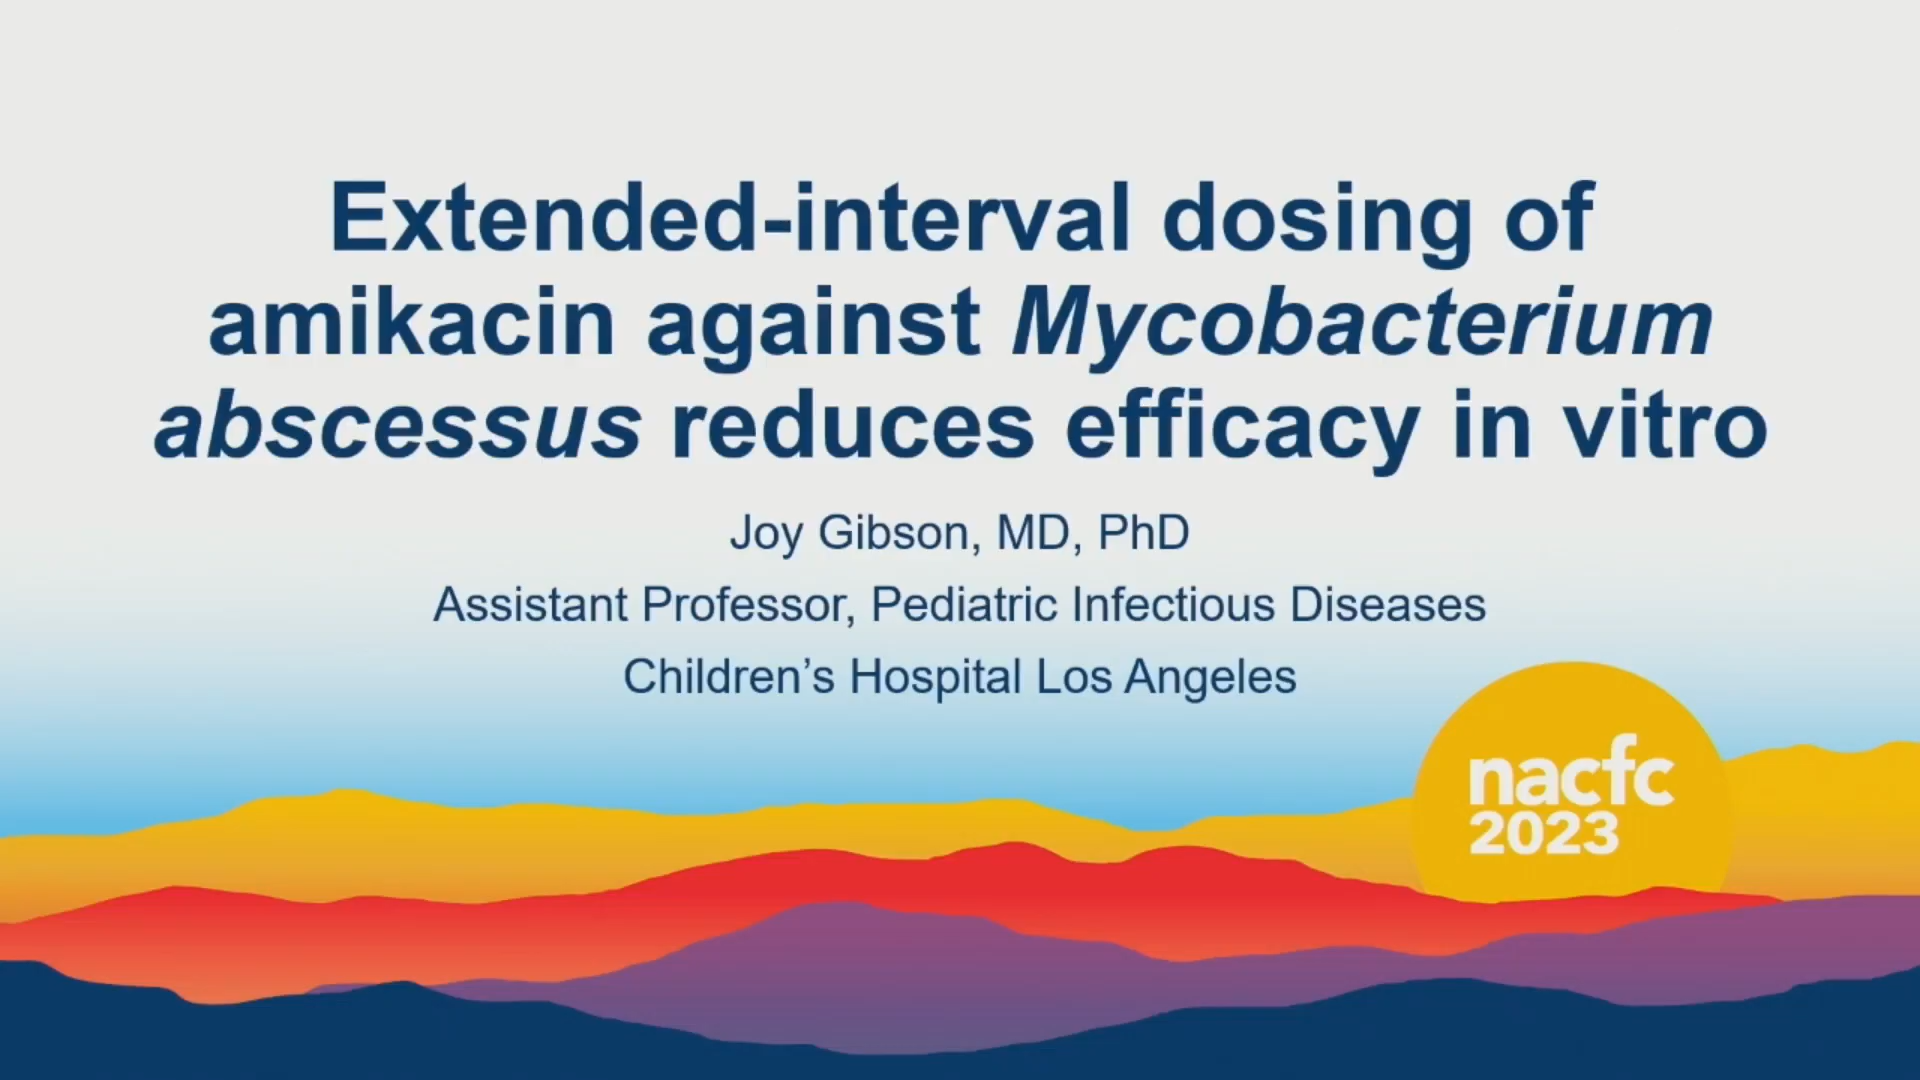 Extended-interval dosing of
amikacin against Mycobacterium
abscessus reduces efficacy in vitro
Joy Gibson, MD, PhD
Assistant Professor, Pediatric Infectious Diseases
Children’s Hospital Los Angeles
nacfc
2023